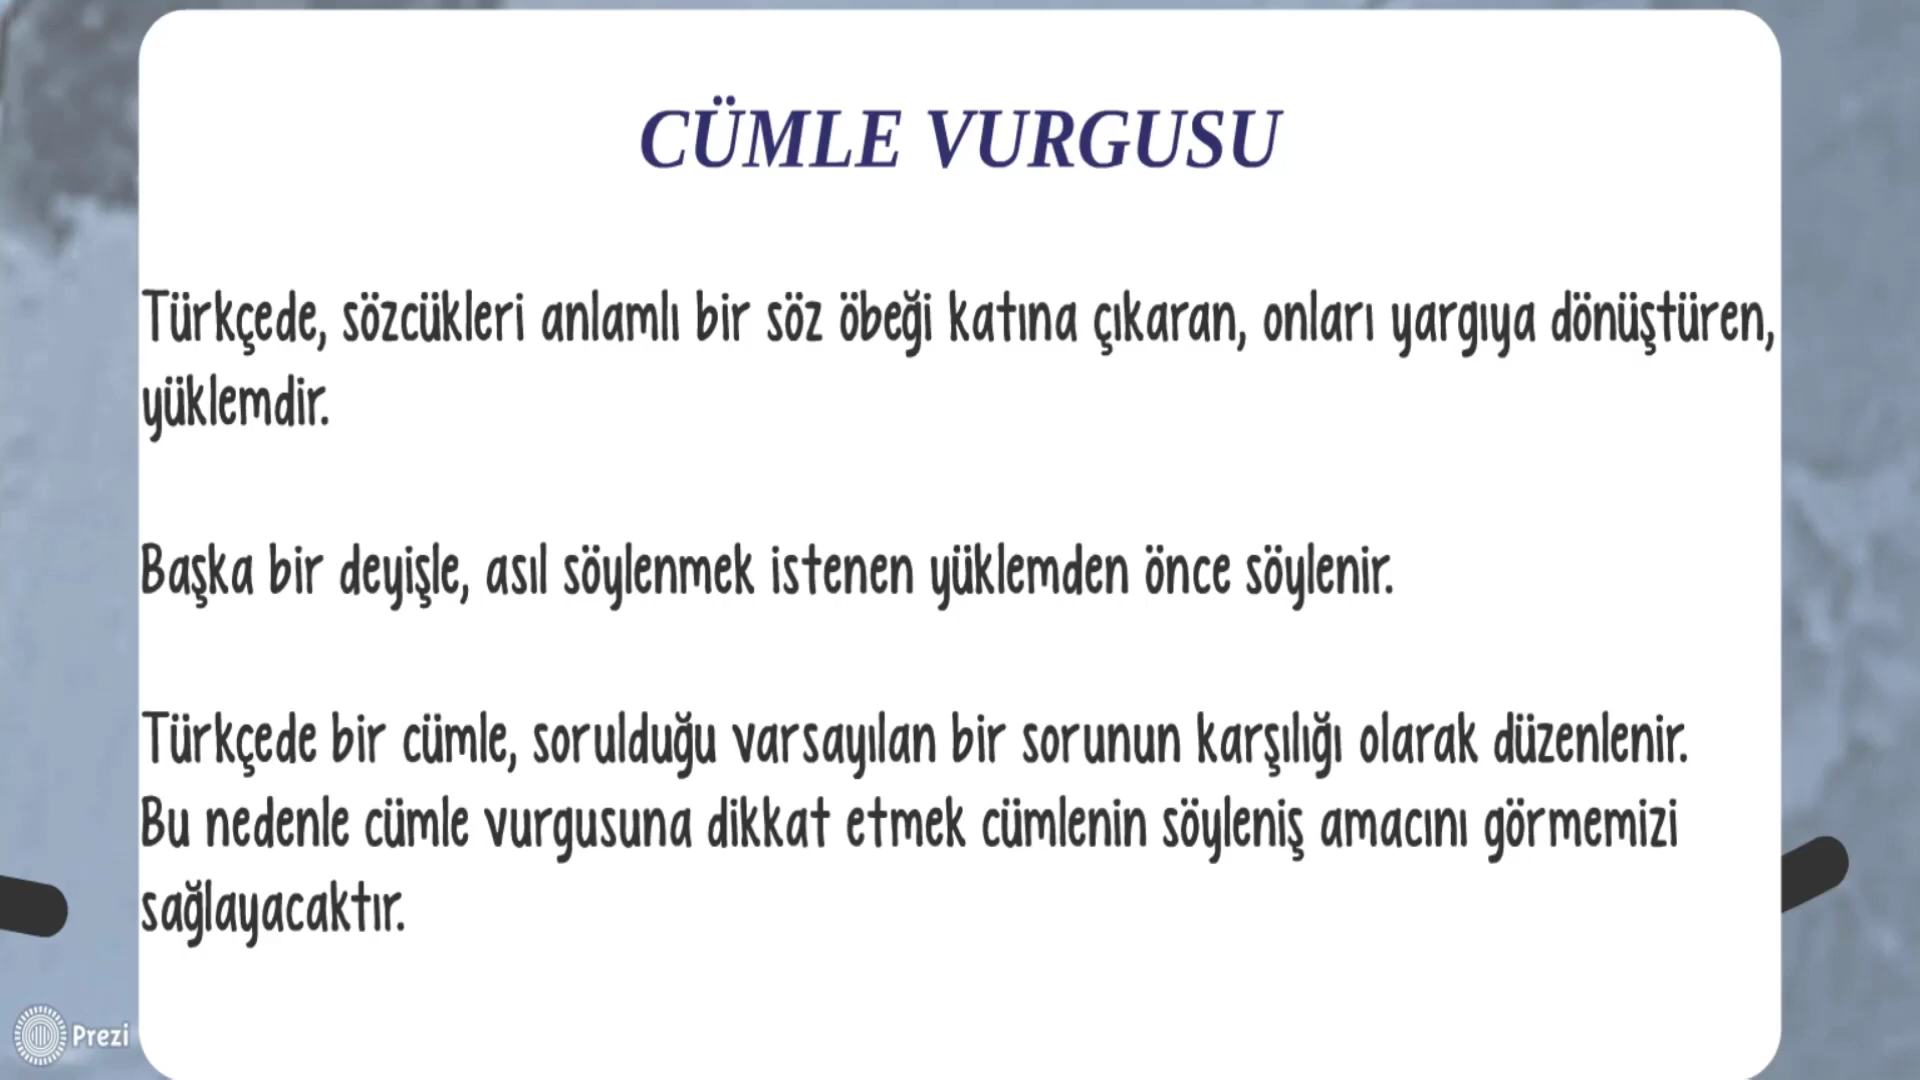 CÜMLE VURGUSU
Türkçede, sözcükleri anlamlı bir söz öbeği katına çıkaran, onları yargıya dönüştüren,
yüklemdir.
Başka bir deyişle, asıl söylenmek istenen yüklemden önce söylenir.
Türkçede bir cümle, sorulduğu varsayılan bir sorunun karşılığı olarak düzenlenir.
Bu nedenle cümle vurgusuna dikkat etmek cümlenin söyleniş amacını görmemizi
sağlayacaktır.
Prezi